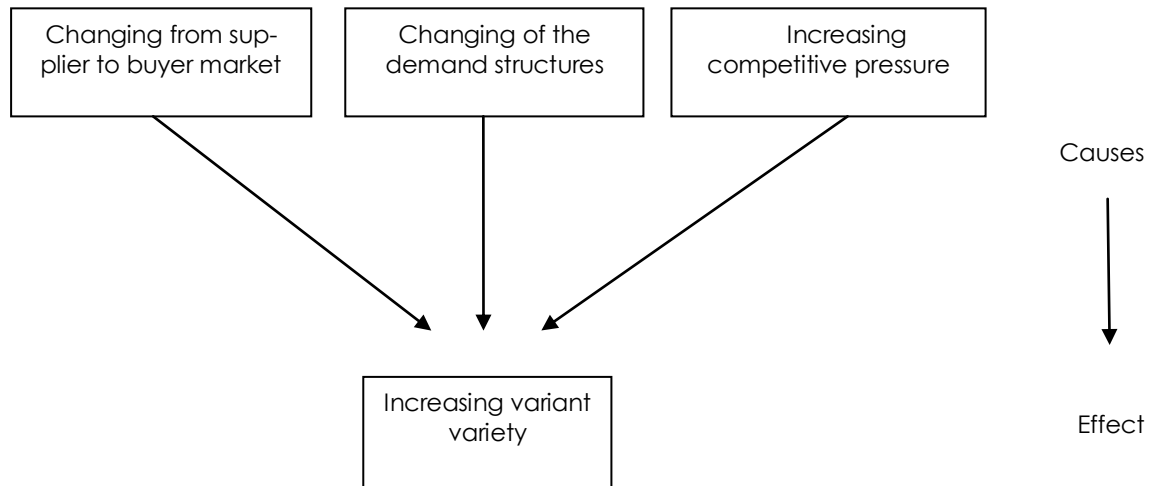 Changing from sup-
plier to buyer market
Changing of the
demand structures
Increasing
competitive pressure
Causes
Increasing variant
variety
Effect